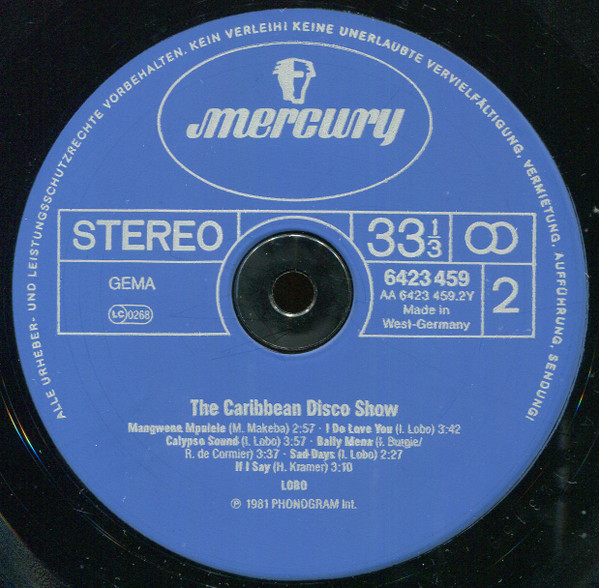 ALLE URHEBER- UND LEISTUNGSSCHUTZRECHTE VORBEHALTEN. KEIN VERLEIH! KEINE UNERLAUBTE VERVIELFÄLTIGUNG, VERMIETUNG, AUFFÜHRUNG, SENDUNG!
mercury
STEREO
33 1/3
GEMA
LC 0268
6423 459
AA 6423 459.2Y
Made in
West-Germany
2
The Caribbean Disco Show
Mangwene Mpulele (M. Makeba) 2:57 · I Do Love You (I. Lobo) 3:42
Calypso Sound (I. Lobo) 3:57 · Bally Mena (I. Burgie/
R. de Cormier) 3:37 · Sad Days (I. Lobo) 2:27
If I Say (H. Kramer) 3:10
LOBO
℗ 1981 PHONOGRAM Int.